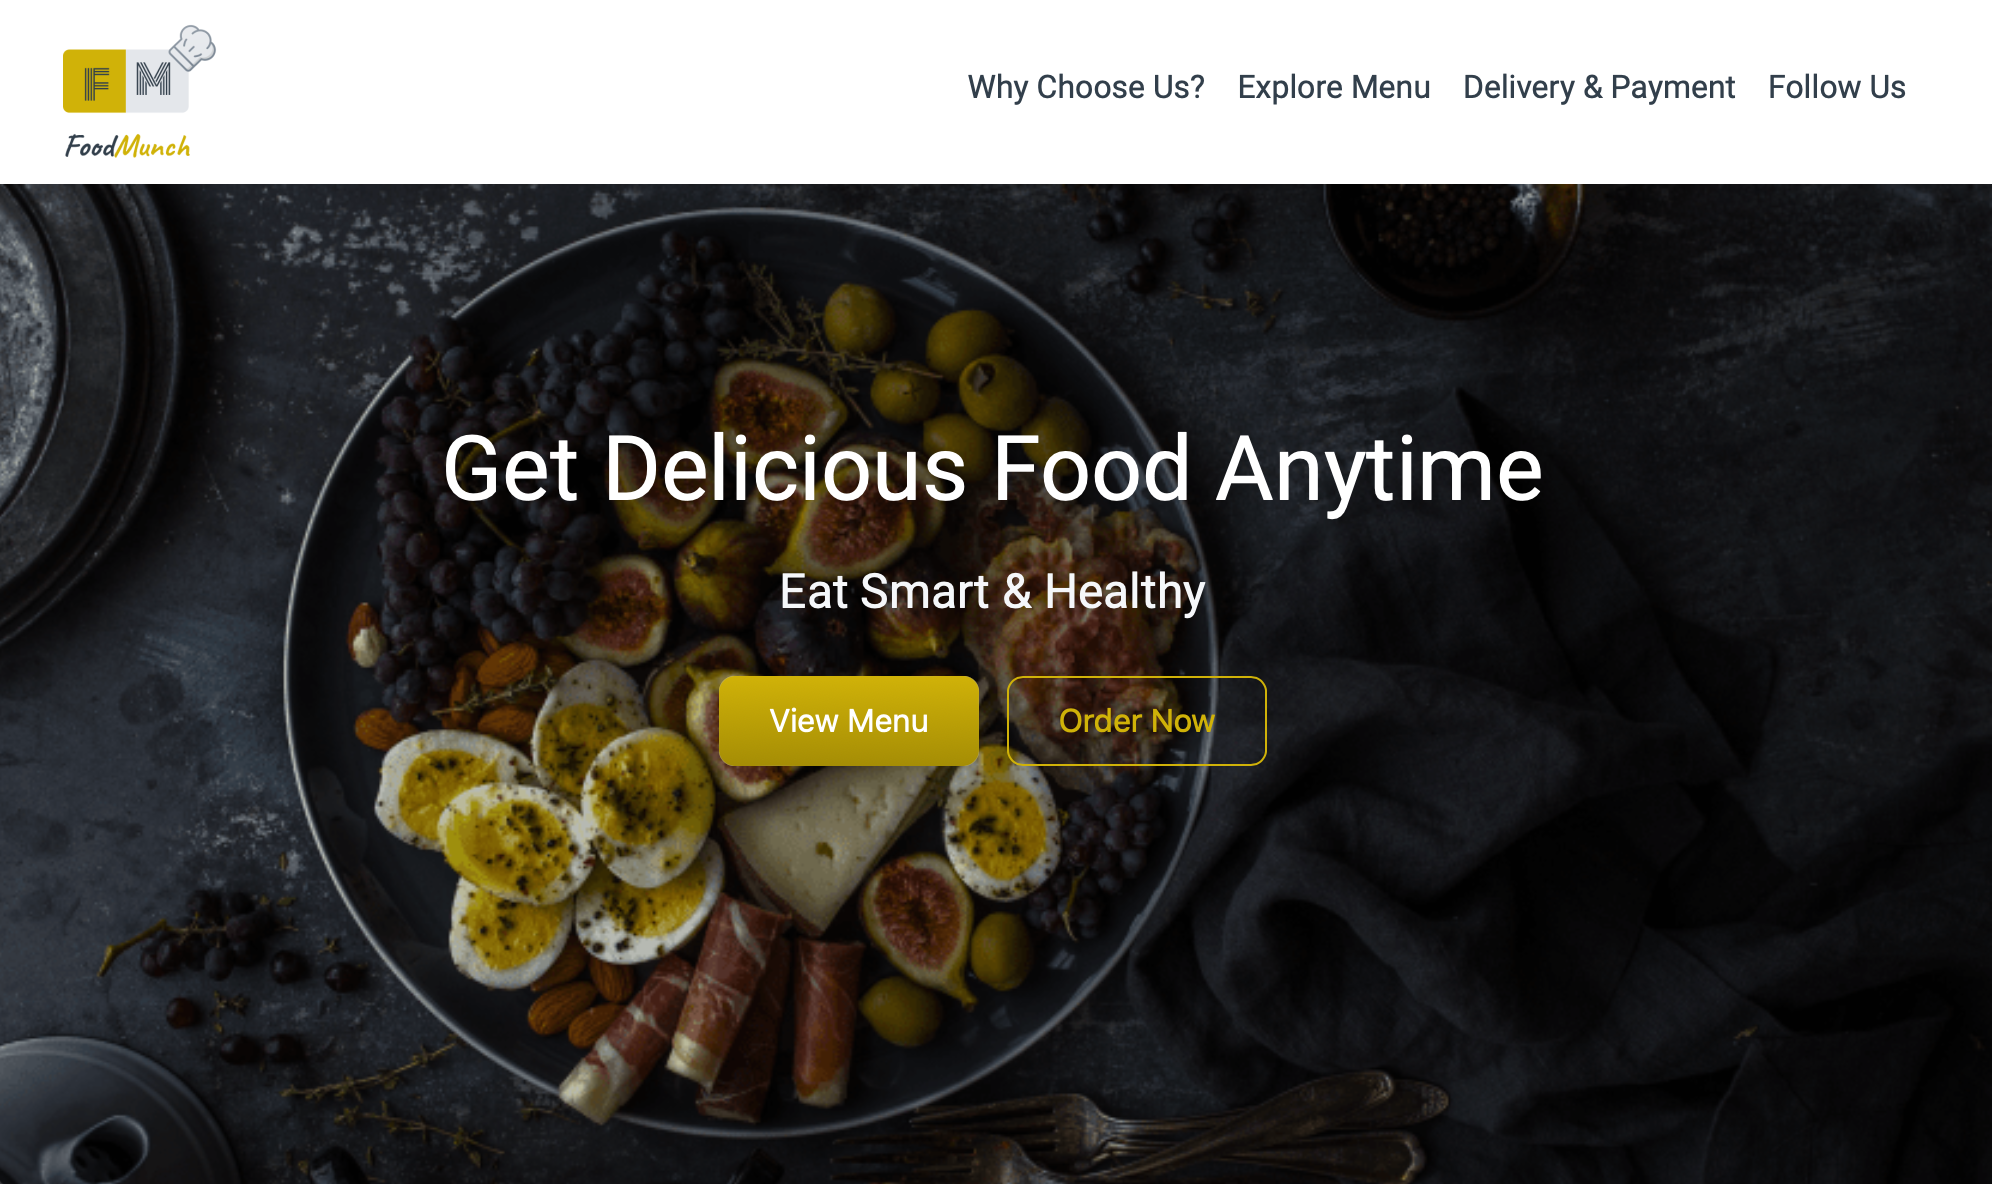 F M
FoodMunch
Why Choose Us? Explore Menu Delivery & Payment Follow Us
Get Delicious Food Anytime
Eat Smart & Healthy
View Menu Order Now